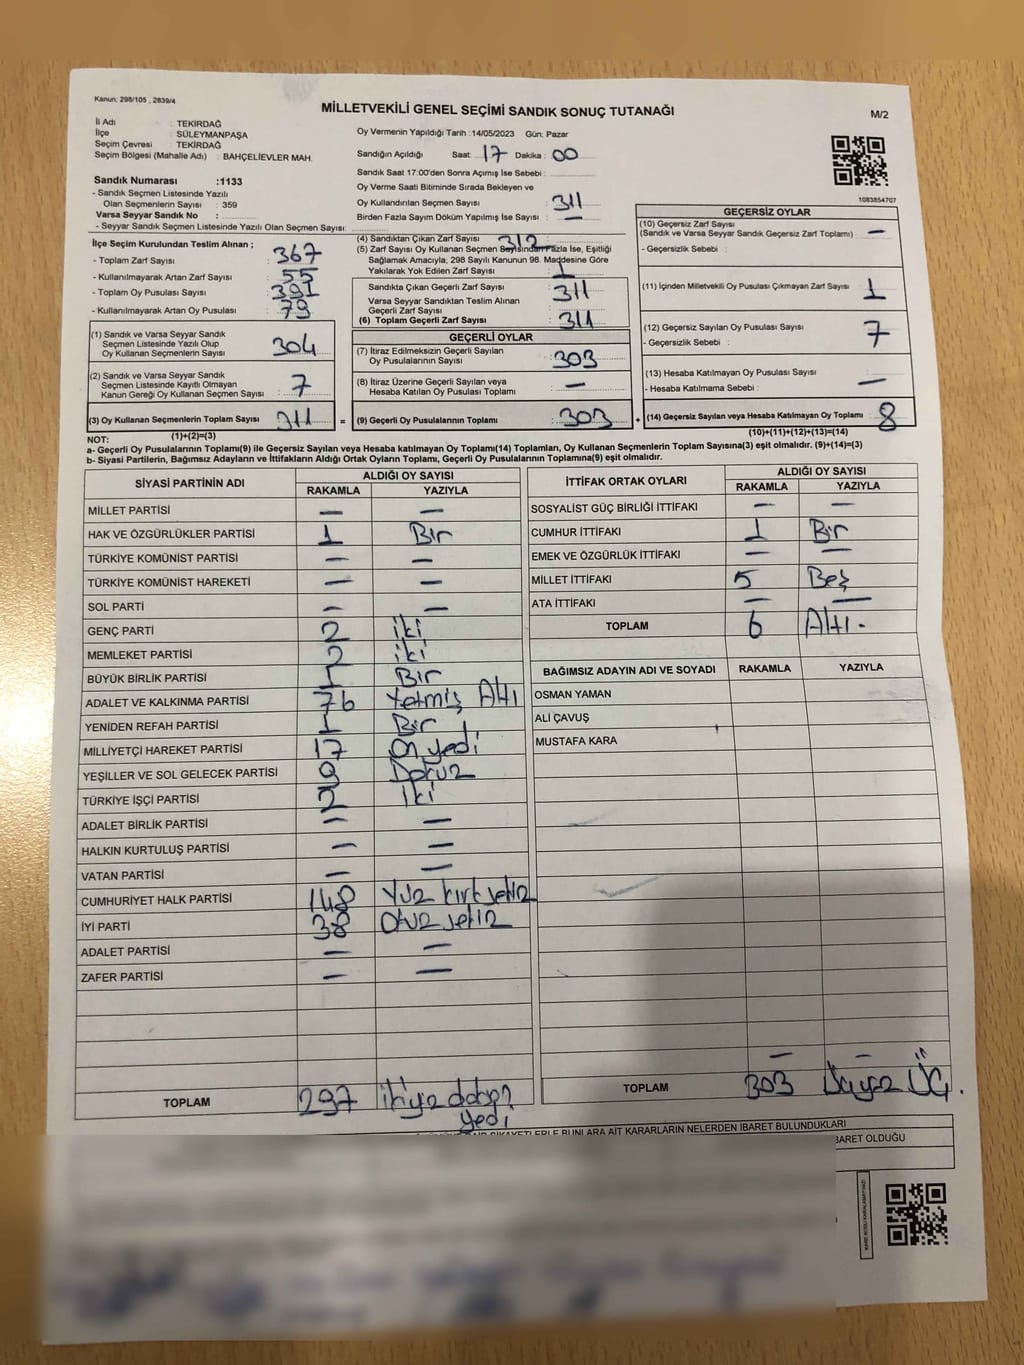 Kanun; 298/105 , 2839/4
MİLLETVEKİLİ GENEL SEÇİMİ SANDIK SONUÇ TUTANAĞI
M/2
İl Adı : TEKİRDAĞ
İlçe : SÜLEYMANPAŞA
Seçim Çevresi : TEKİRDAĞ
Seçim Bölgesi (Mahalle Adı) : BAHÇELİEVLER MAH.
Sandık Numarası :1133
- Sandık Seçmen Listesinde Yazılı
Olan Seçmenlerin Sayısı : 359
Varsa Seyyar Sandık No :
- Seyyar Sandık Seçmen Listesinde Yazılı Olan Seçmen Sayısı:
Oy Vermenin Yapıldığı Tarih :14/05/2023 Gün: Pazar
Sandığın Açıldığı Saat: 17 Dakika : 00
Sandık Saat 17:00'den Sonra Açımış İse Sebebi :
Oy Verme Saati Bitiminde Sırada Bekleyen ve
Oy Kullandırılan Seçmen Sayısı : 311
Birden Fazla Sayım Döküm Yapılmış İse Sayısı : —
1083854707
İlçe Seçim Kurulundan Teslim Alınan ;
- Toplam Zarf Sayısı : 367
- Kullanılmayarak Artan Zarf Sayısı : 55
- Toplam Oy Pusulası Sayısı : 391
- Kullanılmayarak Artan Oy Pusulası : 79
(4) Sandıktan Çıkan Zarf Sayısı : 312
(5) Zarf Sayısı Oy Kullanan Seçmen Sayısından Fazla İse, Eşitliği
Sağlamak Amacıyla; 298 Sayılı Kanunun 98. Maddesine Göre
Yakılarak Yok Edilen Zarf Sayısı : 1
Sandıkta Çıkan Geçerli Zarf Sayısı : 311
Varsa Seyyar Sandıktan Teslim Alınan
Geçerli Zarf Sayısı
(6) Toplam Geçerli Zarf Sayısı : 311
GEÇERSİZ OYLAR
(10) Geçersiz Zarf Sayısı
(Sandık ve Varsa Seyyar Sandık Geçersiz Zarf Toplamı) : —
- Geçersizlik Sebebi :
(11) İçinden Milletvekili Oy Pusulası Çıkmayan Zarf Sayısı : 1
(12) Geçersiz Sayılan Oy Pusulası Sayısı : 7
- Geçersizlik Sebebi :
(13) Hesaba Katılmayan Oy Pusulası Sayısı : —
- Hesaba Katılmama Sebebi :
(14) Geçersiz Sayılan veya Hesaba Katılmayan Oy Toplamı : 8
(10)+(11)+(12)+(13)=(14)
(1) Sandık ve Varsa Seyyar Sandık
Seçmen Listesinde Yazılı Olup
Oy Kullanan Seçmenlerin Sayısı : 304
(2) Sandık ve Varsa Seyyar Sandık
Seçmen Listesinde Kayıtlı Olmayan
Kanun Gereği Oy Kullanan Seçmen Sayısı : 7
(3) Oy Kullanan Seçmenlerin Toplam Sayısı : 311 =
(1)+(2)=(3)
GEÇERLİ OYLAR
(7) İtiraz Edilmeksizin Geçerli Sayılan
Oy Pusulalarının Sayısı : 303
(8) İtiraz Üzerine Geçerli Sayılan veya
Hesaba Katılan Oy Pusulası Toplamı : —
(9) Geçerli Oy Pusulalarının Toplamı : 303 +
NOT:
a- Geçerli Oy Pusulalarının Toplamı(9) ile Geçersiz Sayılan veya Hesaba katılmayan Oy Toplamı(14) Toplamları, Oy Kullanan Seçmenlerin Toplam Sayısına(3) eşit olmalıdır. (9)+(14)=(3)
b- Siyasi Partilerin, Bağımsız Adayların ve İttifakların Aldığı Ortak Oyların Toplamı, Geçerli Oy Pusulalarının Toplamına(9) eşit olmalıdır.
SİYASİ PARTİNİN ADI ALDIĞI OY SAYISI
RAKAMLA YAZIYLA
MİLLET PARTİSİ — —
HAK VE ÖZGÜRLÜKLER PARTİSİ 1 Bir
TÜRKİYE KOMÜNİST PARTİSİ — —
TÜRKİYE KOMÜNİST HAREKETİ — —
SOL PARTİ — —
GENÇ PARTİ 2 iki
MEMLEKET PARTİSİ 2 iki
BÜYÜK BİRLİK PARTİSİ 1 Bir
ADALET VE KALKINMA PARTİSİ 76 Yetmiş Altı
YENİDEN REFAH PARTİSİ 1 Bir
MİLLİYETÇİ HAREKET PARTİSİ 17 On yedi
YEŞİLLER VE SOL GELECEK PARTİSİ 9 Dokuz
TÜRKİYE İŞÇİ PARTİSİ 2 iki
ADALET BİRLİK PARTİSİ — —
HALKIN KURTULUŞ PARTİSİ — —
VATAN PARTİSİ — —
CUMHURİYET HALK PARTİSİ 148 Yüz kırk sekiz
İYİ PARTİ 38 Otuz sekiz
ADALET PARTİSİ — —
ZAFER PARTİSİ — —
TOPLAM 297 ikiyüz doksan
yedi
İTTİFAK ORTAK OYLARI ALDIĞI OY SAYISI
RAKAMLA YAZIYLA
SOSYALİST GÜÇ BİRLİĞİ İTTİFAKI — —
CUMHUR İTTİFAKI 1 Bir
EMEK VE ÖZGÜRLÜK İTTİFAKI — —
MİLLET İTTİFAKI 5 Beş
ATA İTTİFAKI — —
TOPLAM 6 Altı.
BAĞIMSIZ ADAYIN ADI VE SOYADI RAKAMLA YAZIYLA
OSMAN YAMAN
ALİ ÇAVUŞ
MUSTAFA KARA
— —
TOPLAM 303 Üçyüz Üç.
ŞİKAYETLERLE BUNLARA AİT KARARLARIN NELERDEN İBARET BULUNDUKLARI
BARET OLDUĞU